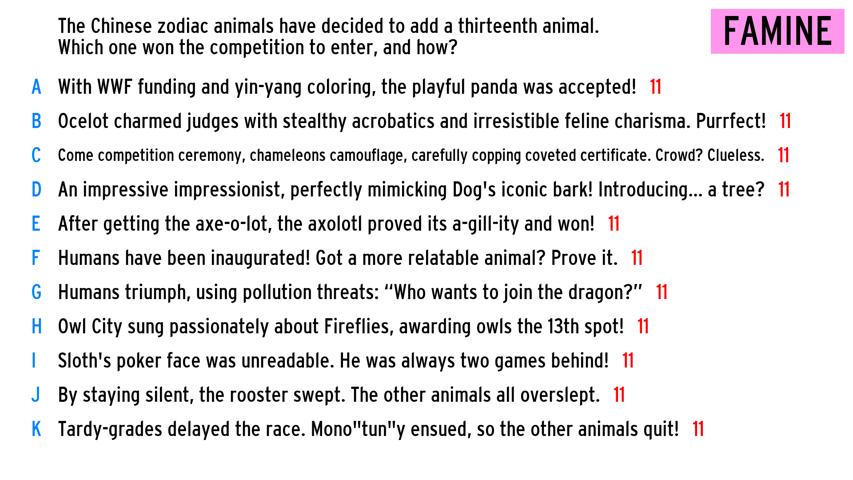 The Chinese zodiac animals have decided to add a thirteenth animal.
Which one won the competition to enter, and how?
FAMINE
A With WWF funding and yin-yang coloring, the playful panda was accepted! 11
B Ocelot charmed judges with stealthy acrobatics and irresistible feline charisma. Purrfect! 11
C Come competition ceremony, chameleons camouflage, carefully copping coveted certificate. Crowd? Clueless. 11
D An impressive impressionist, perfectly mimicking Dog's iconic bark! Introducing... a tree? 11
E After getting the axe-o-lot, the axolotl proved its a-gill-ity and won! 11
F Humans have been inaugurated! Got a more relatable animal? Prove it. 11
G Humans triumph, using pollution threats: “Who wants to join the dragon?” 11
H Owl City sung passionately about Fireflies, awarding owls the 13th spot! 11
I Sloth's poker face was unreadable. He was always two games behind! 11
J By staying silent, the rooster swept. The other animals all overslept. 11
K Tardy-grades delayed the race. Mono"tun"y ensued, so the other animals quit! 11